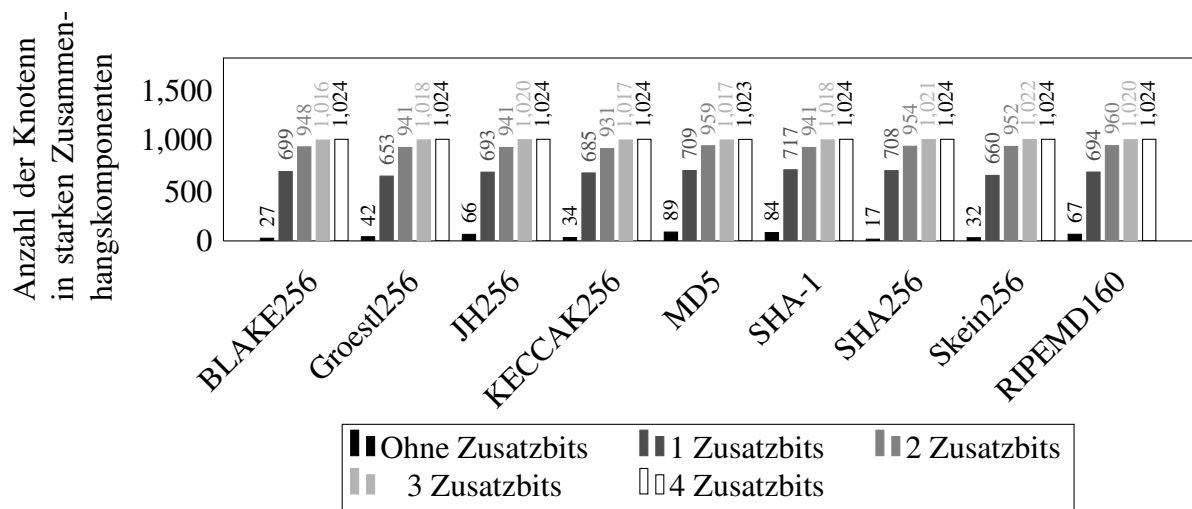 Anzahl der Knotenn
in starken Zusammen-
hangskomponenten
1,500
1,000
500
0
27
699
948
1,016
1,024
42
653
941
1,018
1,024
66
693
941
1,020
1,024
34
685
931
1,017
1,024
89
709
959
1,017
1,023
84
717
941
1,018
1,024
17
708
954
1,021
1,024
32
660
952
1,022
1,024
67
694
960
1,020
1,024
BLAKE256
Groestl256
JH256
KECCAK256
MD5
SHA-1
SHA256
Skein256
RIPEMD160
Ohne Zusatzbits
1 Zusatzbits
2 Zusatzbits
3 Zusatzbits
4 Zusatzbits